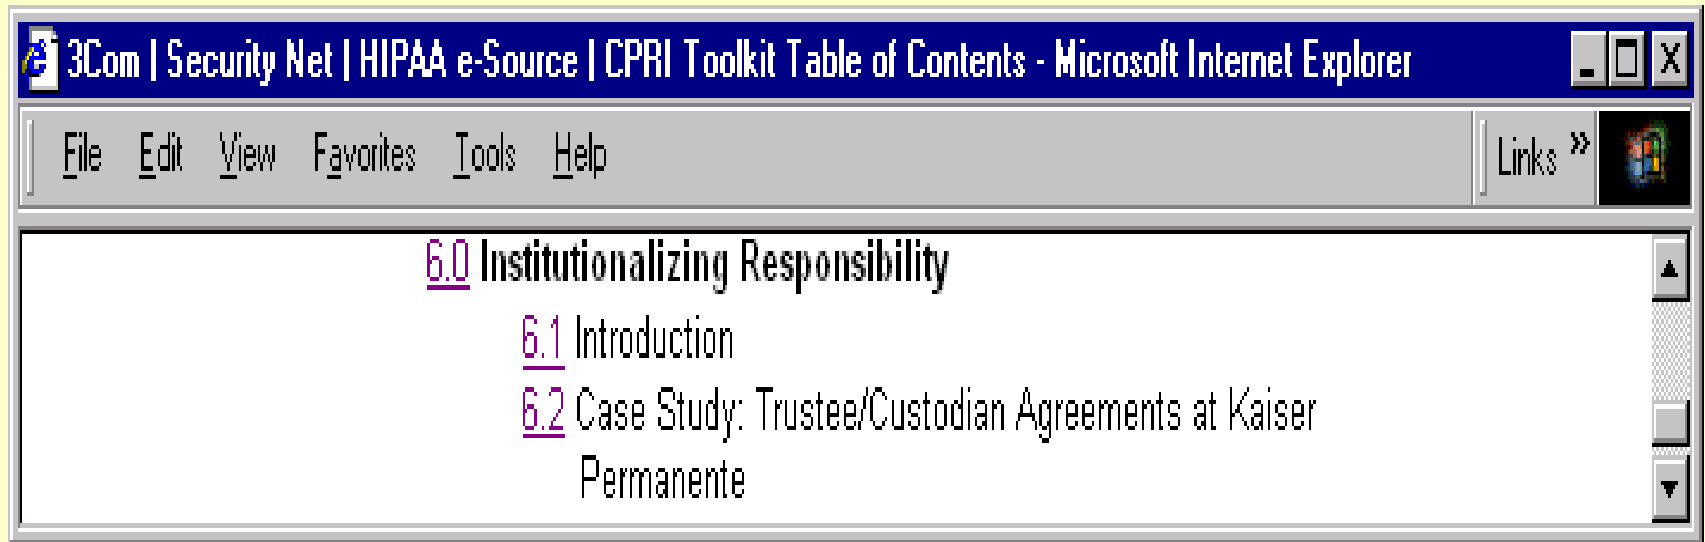 3Com | Security Net | HIPAA e-Source | CPRI Toolkit Table of Contents - Microsoft Internet Explorer
File Edit View Favorites Tools Help Links »
6.0 Institutionalizing Responsibility
6.1 Introduction
6.2 Case Study: Trustee/Custodian Agreements at Kaiser
Permanente